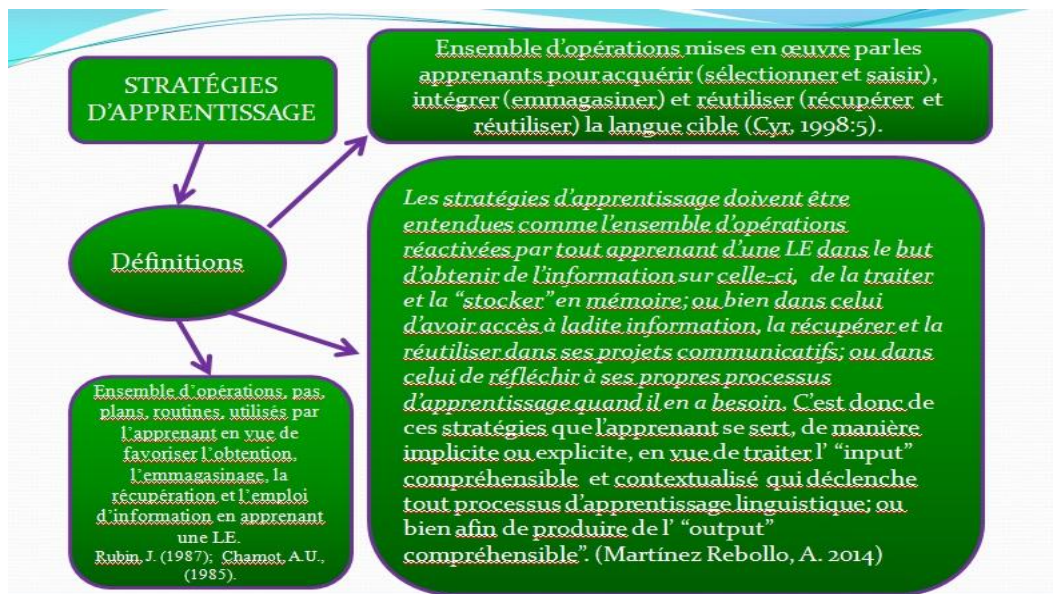 STRATÉGIES
D'APPRENTISSAGE
Ensemble d'opérations mises en œuvre par les
apprenants pour acquérir (sélectionner et saisir),
intégrer (emmagasiner) et réutiliser (récupérer et
réutiliser) la langue cible (Cyr, 1998:5).
Définitions
Les stratégies d'apprentissage doivent être
entendues comme l'ensemble d'opérations
réactivées par tout apprenant d'une LE dans le but
d'obtenir de l'information sur celle-ci, de la traiter
et la “stocker” en mémoire; ou bien dans celui
d'avoir accès à ladite information, la récupérer et la
réutiliser dans ses projets communicatifs; ou dans
celui de réfléchir à ses propres processus
d'apprentissage quand il en a besoin. C'est donc de
ces stratégies que l'apprenant se sert, de manière
implicite ou explicite, en vue de traiter l' “input”
compréhensible et contextualisé qui déclenche
tout processus d'apprentissage linguistique; ou
bien afin de produire de l' “output”
compréhensible”. (Martínez Rebollo, A. 2014)
Ensemble d'opérations, pas,
plans, routines, utilisés par
l'apprenant en vue de
favoriser l'obtention,
l'emmagasinage, la
récupération et l'emploi
d'information en apprenant
une LE.
Rubin, J. (1987); Chamot, A.U.,
(1985).